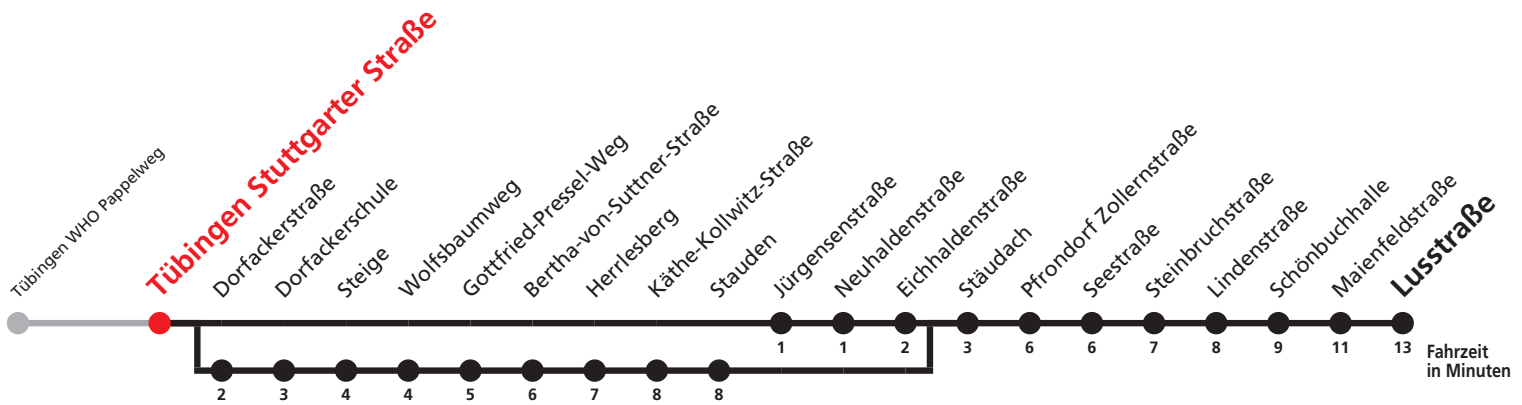 Tübingen WHO Pappelweg
Tübingen Stuttgarter Straße
Dorfackerstraße
Dorfackerschule
Steige
Wolfsbaumweg
Gottfried-Pressel-Weg
Bertha-von-Suttner-Straße
Herrlesberg
Käthe-Kollwitz-Straße
Stauden
Jürgensenstraße
Neuhaldenstraße
Eichhaldenstraße
Stäudach
Pfrondorf Zollernstraße
Seestraße
Steinbruchstraße
Lindenstraße
Schönbuchhalle
Maienfeldstraße
Lusstraße
1 1 2 3 6 6 7 8 9 11 13
Fahrzeit
in Minuten
2 3 4 4 5 6 7 8 8